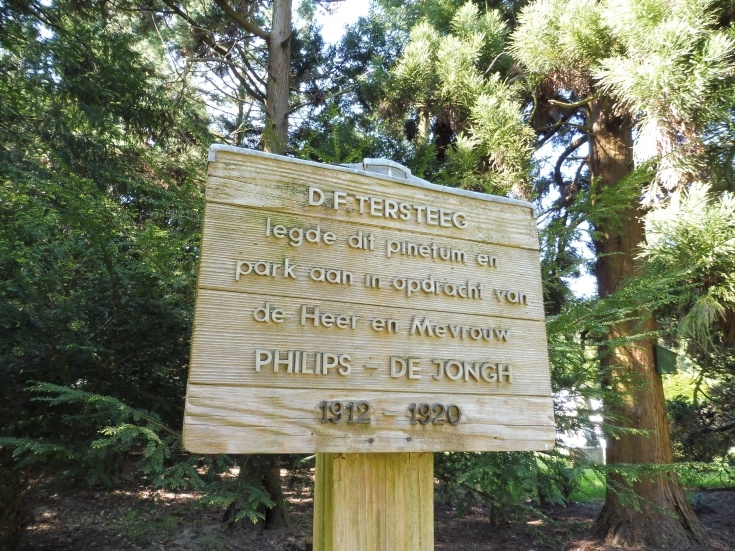 D.F.TERSTEEG
legde dit pinetum en
park aan in opdracht van
de Heer en Mevrouw
PHILIPS - DE JONGH
1912 - 1920